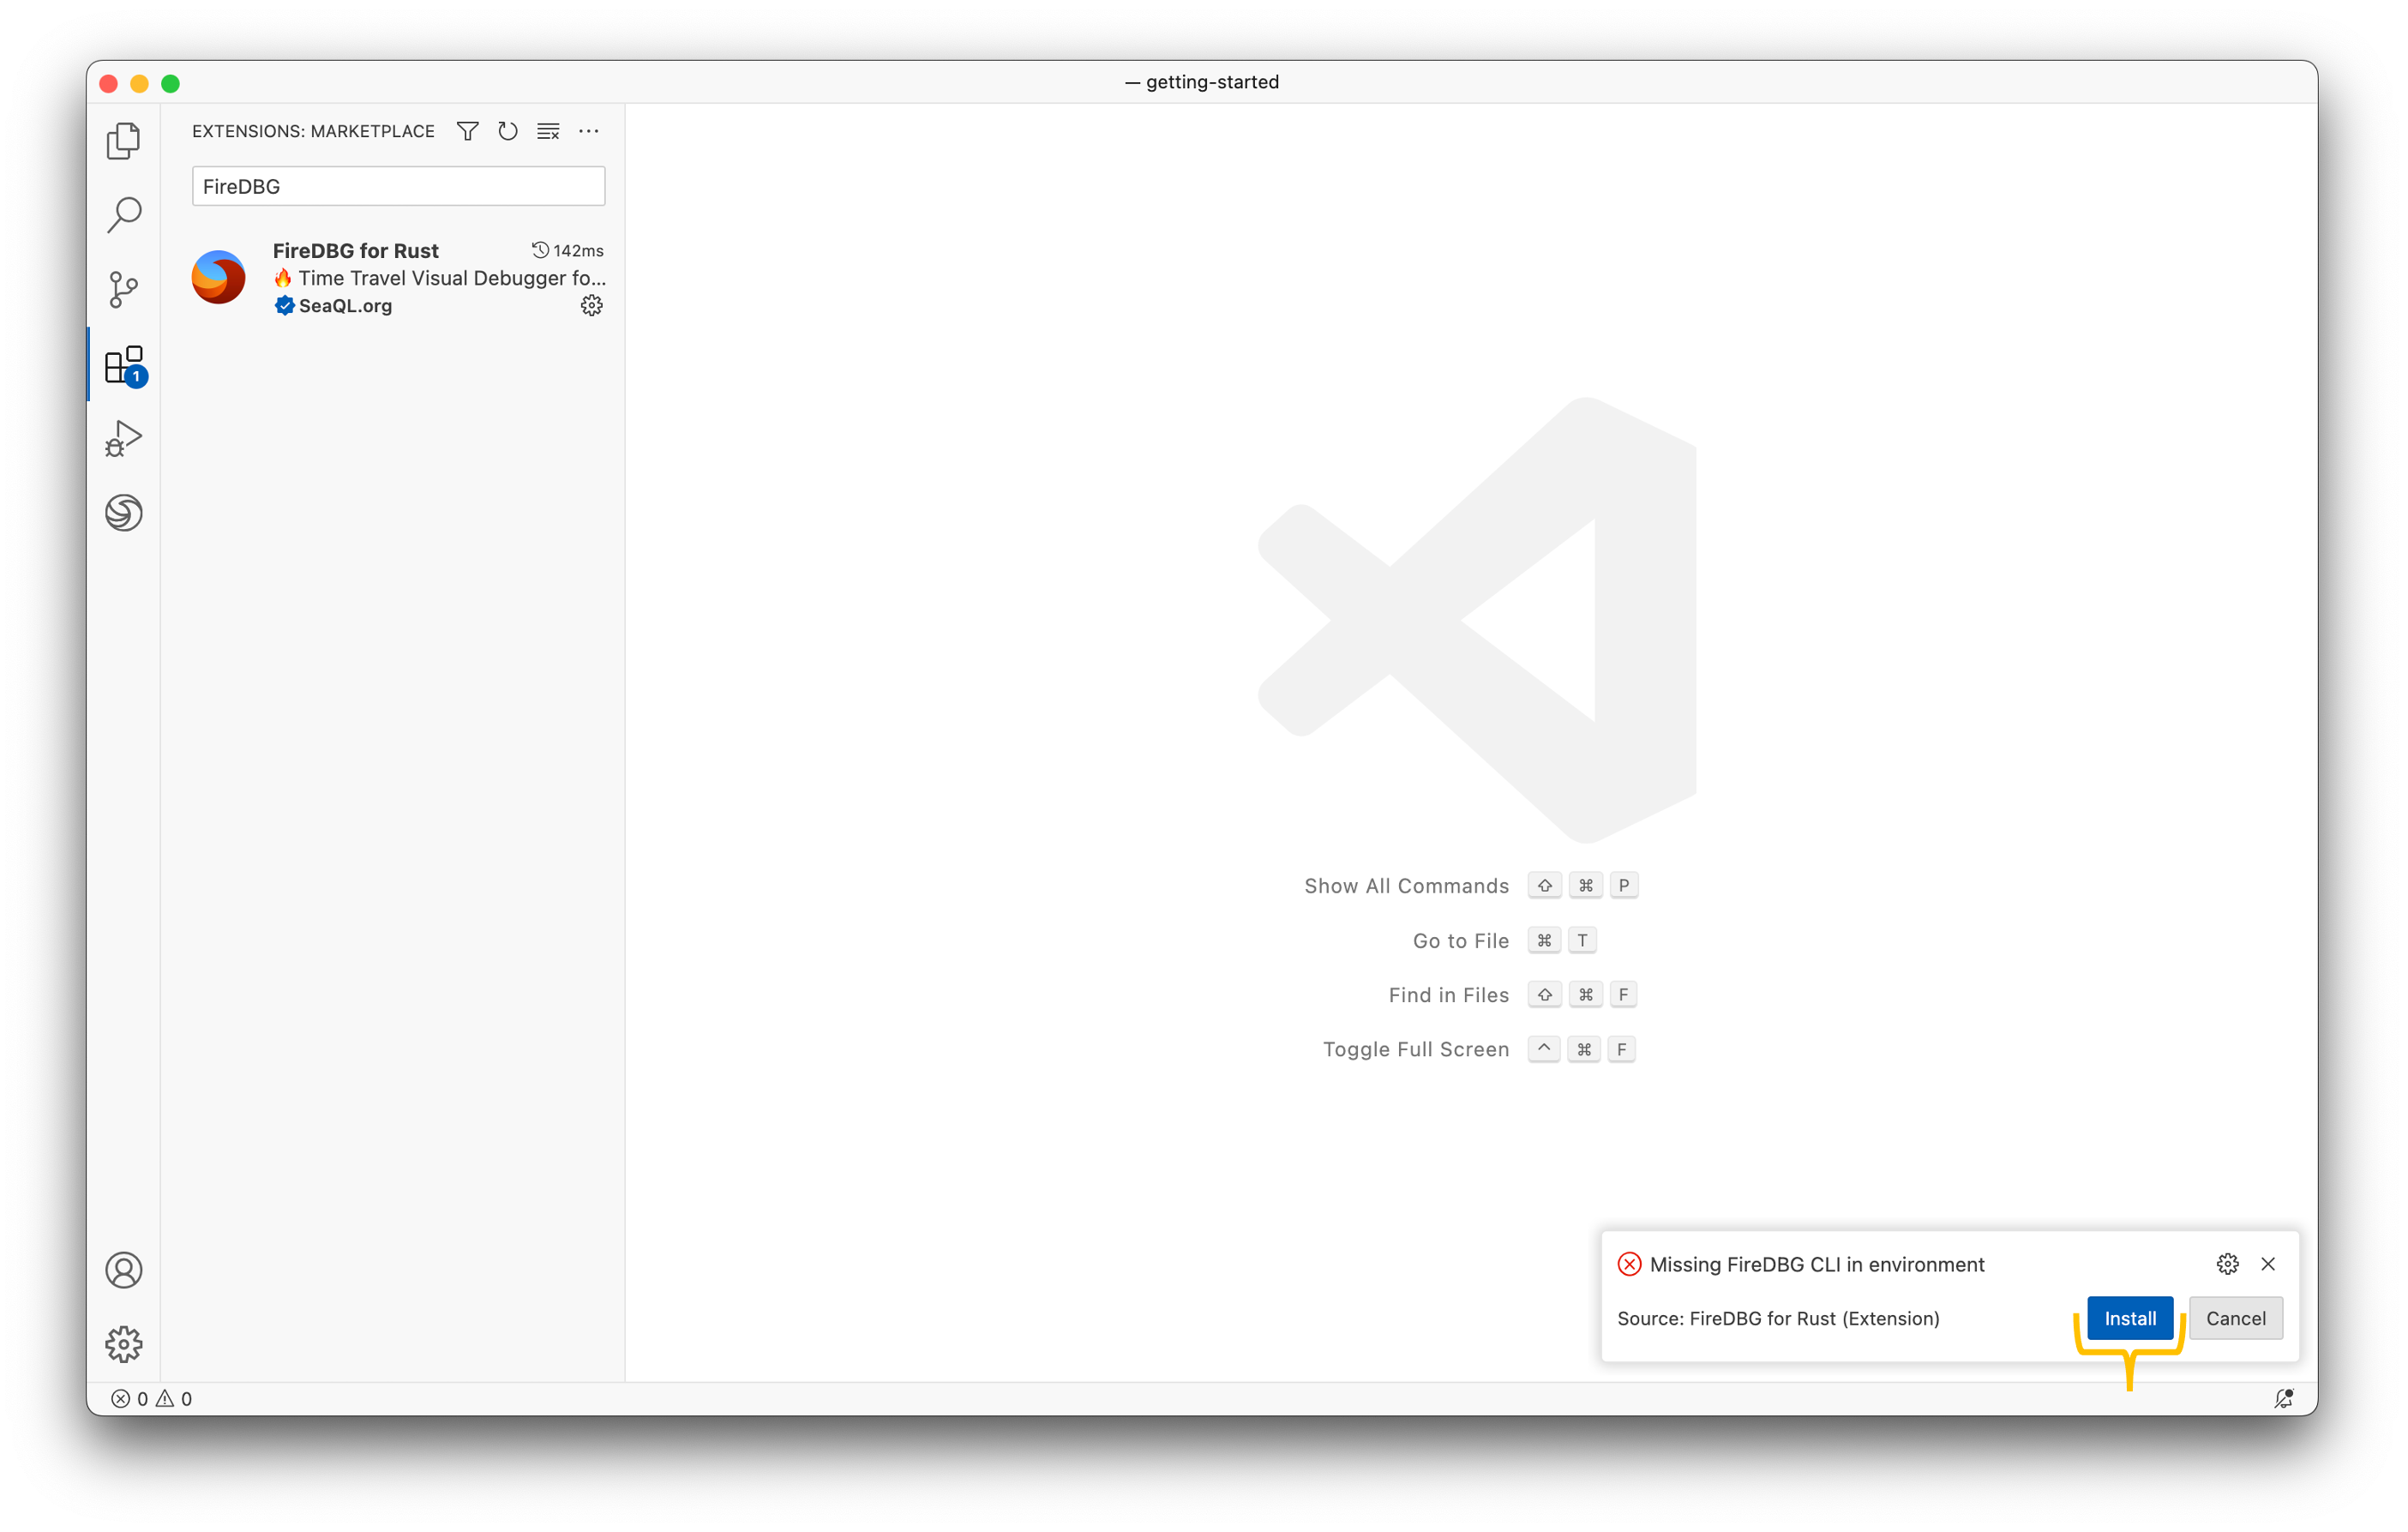 — getting-started
EXTENSIONS: MARKETPLACE
FireDBG
FireDBG for Rust 142ms
🔥 Time Travel Visual Debugger fo...
SeaQL.org
1
Show All Commands ⇧ ⌘ P
Go to File ⌘ T
Find in Files ⇧ ⌘ F
Toggle Full Screen ^ ⌘ F
Missing FireDBG CLI in environment
Source: FireDBG for Rust (Extension) Install Cancel
0 0